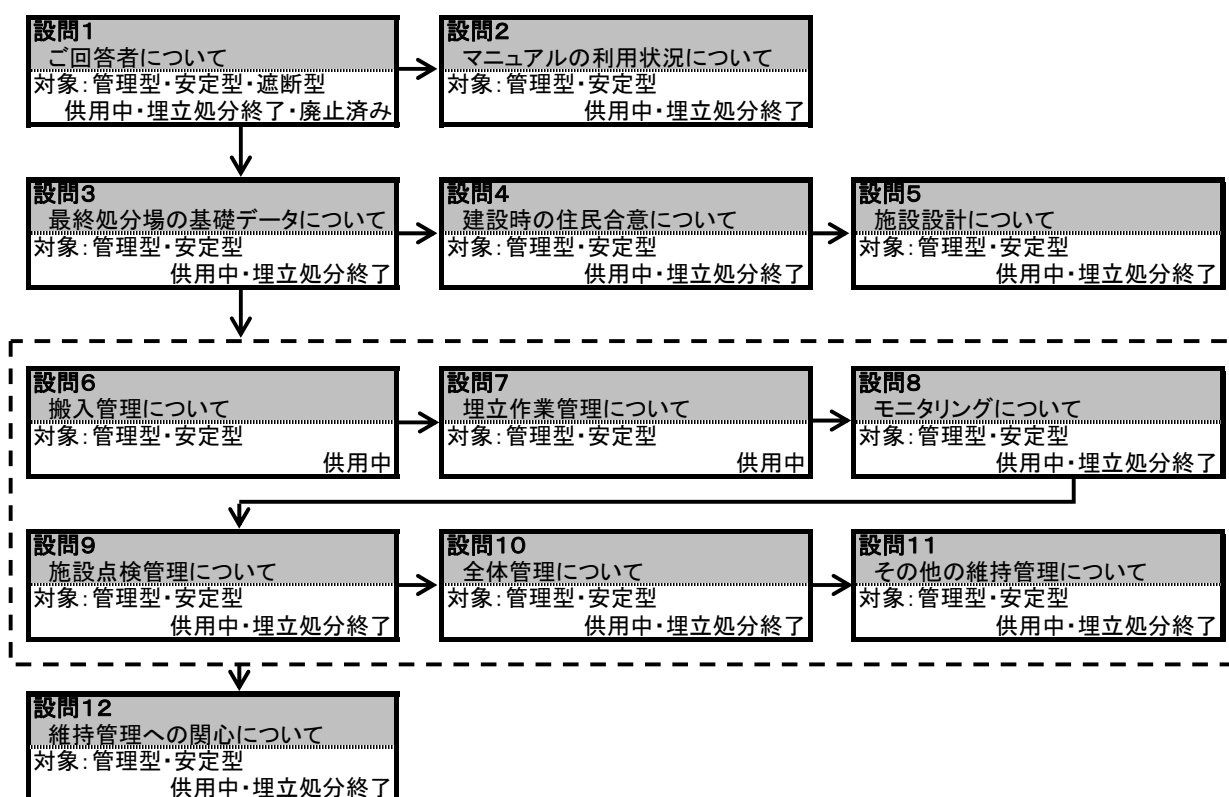 設問1
ご回答者について
対象：管理型・安定型・遮断型
供用中・埋立処分終了・廃止済み
設問2
マニュアルの利用状況について
対象：管理型・安定型
供用中・埋立処分終了
設問3
最終処分場の基礎データについて
対象：管理型・安定型
供用中・埋立処分終了
設問4
建設時の住民合意について
対象：管理型・安定型
供用中・埋立処分終了
設問5
施設設計について
対象：管理型・安定型
供用中・埋立処分終了
設問6
搬入管理について
対象：管理型・安定型
供用中
設問7
埋立作業管理について
対象：管理型・安定型
供用中
設問8
モニタリングについて
対象：管理型・安定型
供用中・埋立処分終了
設問9
施設点検管理について
対象：管理型・安定型
供用中・埋立処分終了
設問10
全体管理について
対象：管理型・安定型
供用中・埋立処分終了
設問11
その他の維持管理について
対象：管理型・安定型
供用中・埋立処分終了
設問12
維持管理への関心について
対象：管理型・安定型
供用中・埋立処分終了